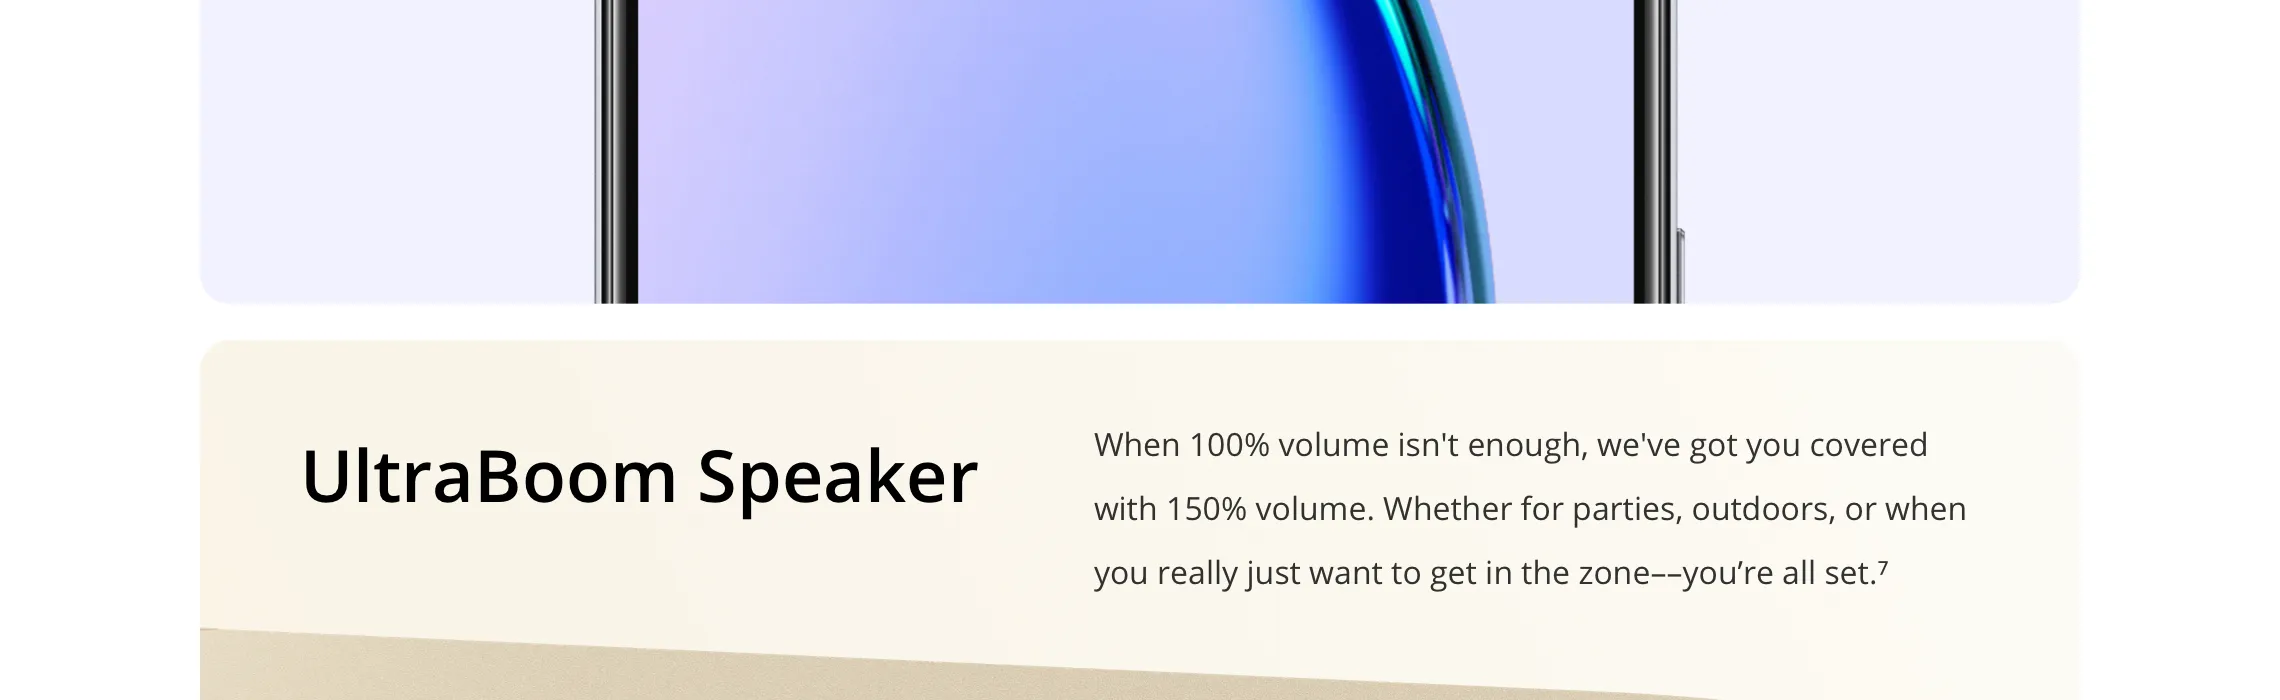 UltraBoom Speaker
When 100% volume isn't enough, we've got you covered
with 150% volume. Whether for parties, outdoors, or when
you really just want to get in the zone––you’re all set.⁷